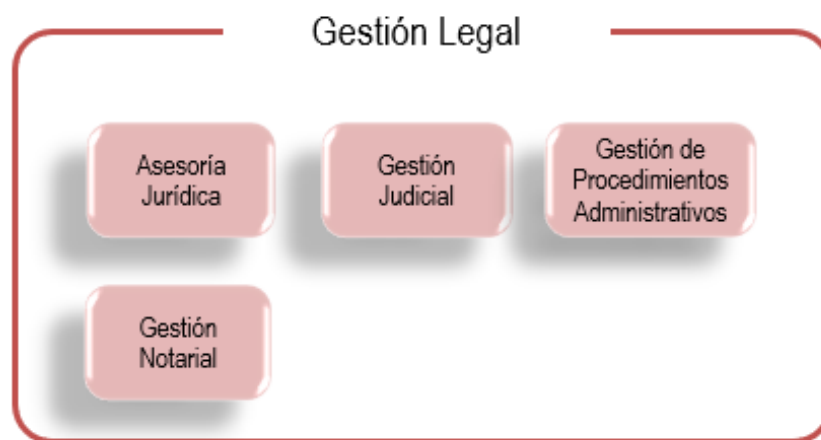 Gestión Legal
Asesoría
Jurídica
Gestión
Judicial
Gestión de
Procedimientos
Administrativos
Gestión
Notarial